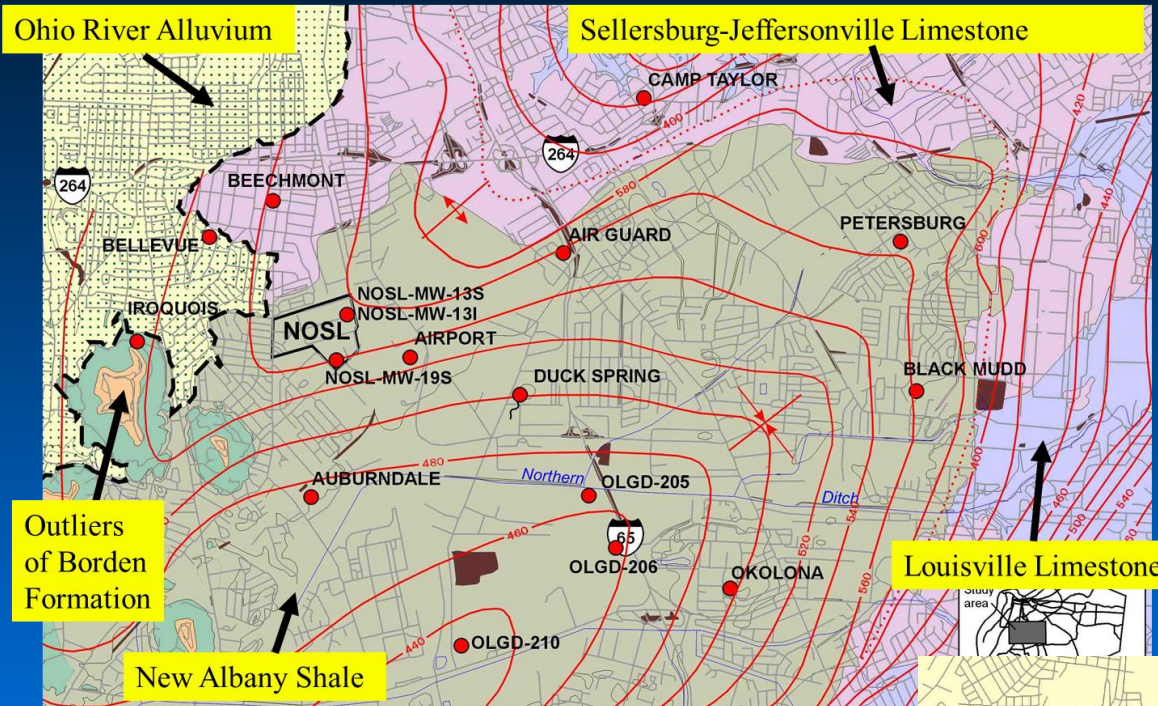 Ohio River Alluvium
Sellersburg-Jeffersonville Limestone
CAMP TAYLOR
400
420
264
264
440
BEECHMONT
580
PETERSBURG
BELLEVUE
AIR GUARD
600
NOSL-MW-13S
IROQUOIS
NOSL-MW-13I
NOSL
AIRPORT
NOSL-MW-19S
DUCK SPRING
BLACK MUDD
480
400
AUBURNDALE
Northern
OLGD-205
Ditch
460
540
540
500
Outliers
of Borden
Formation
460
65
520
OLGD-206
OKOLONA
560
Louisville Limestone
Study
area
440
OLGD-210
New Albany Shale